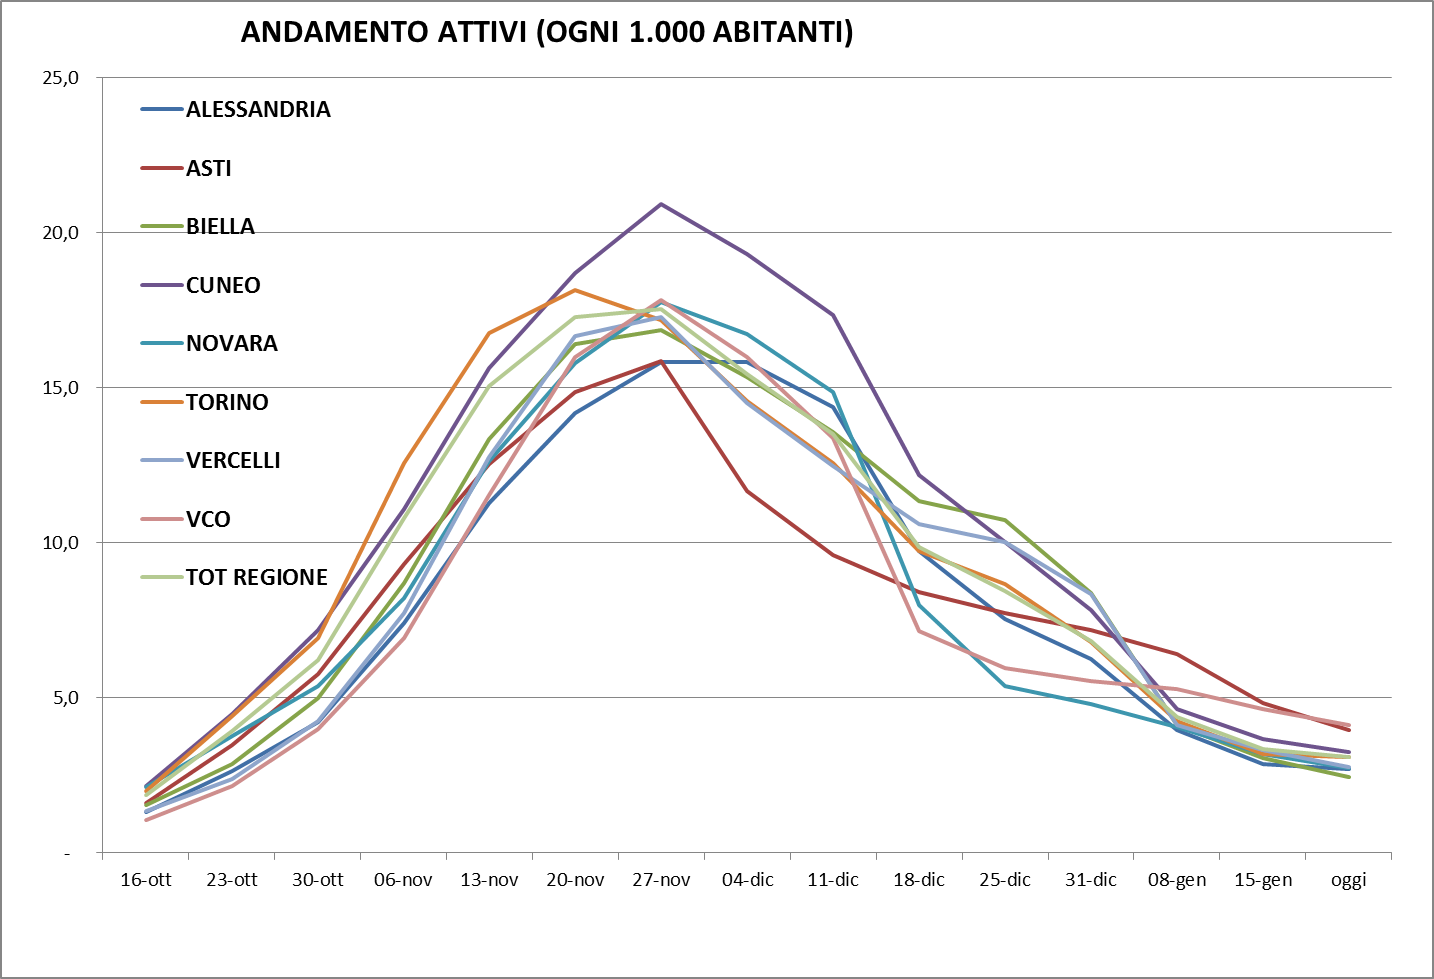 ANDAMENTO ATTIVI (OGNI 1.000 ABITANTI)
25,0
20,0
15,0
10,0
5,0
-
ALESSANDRIA
ASTI
BIELLA
CUNEO
NOVARA
TORINO
VERCELLI
VCO
TOT REGIONE
16-ott 23-ott 30-ott 06-nov 13-nov 20-nov 27-nov 04-dic 11-dic 18-dic 25-dic 31-dic 08-gen 15-gen oggi